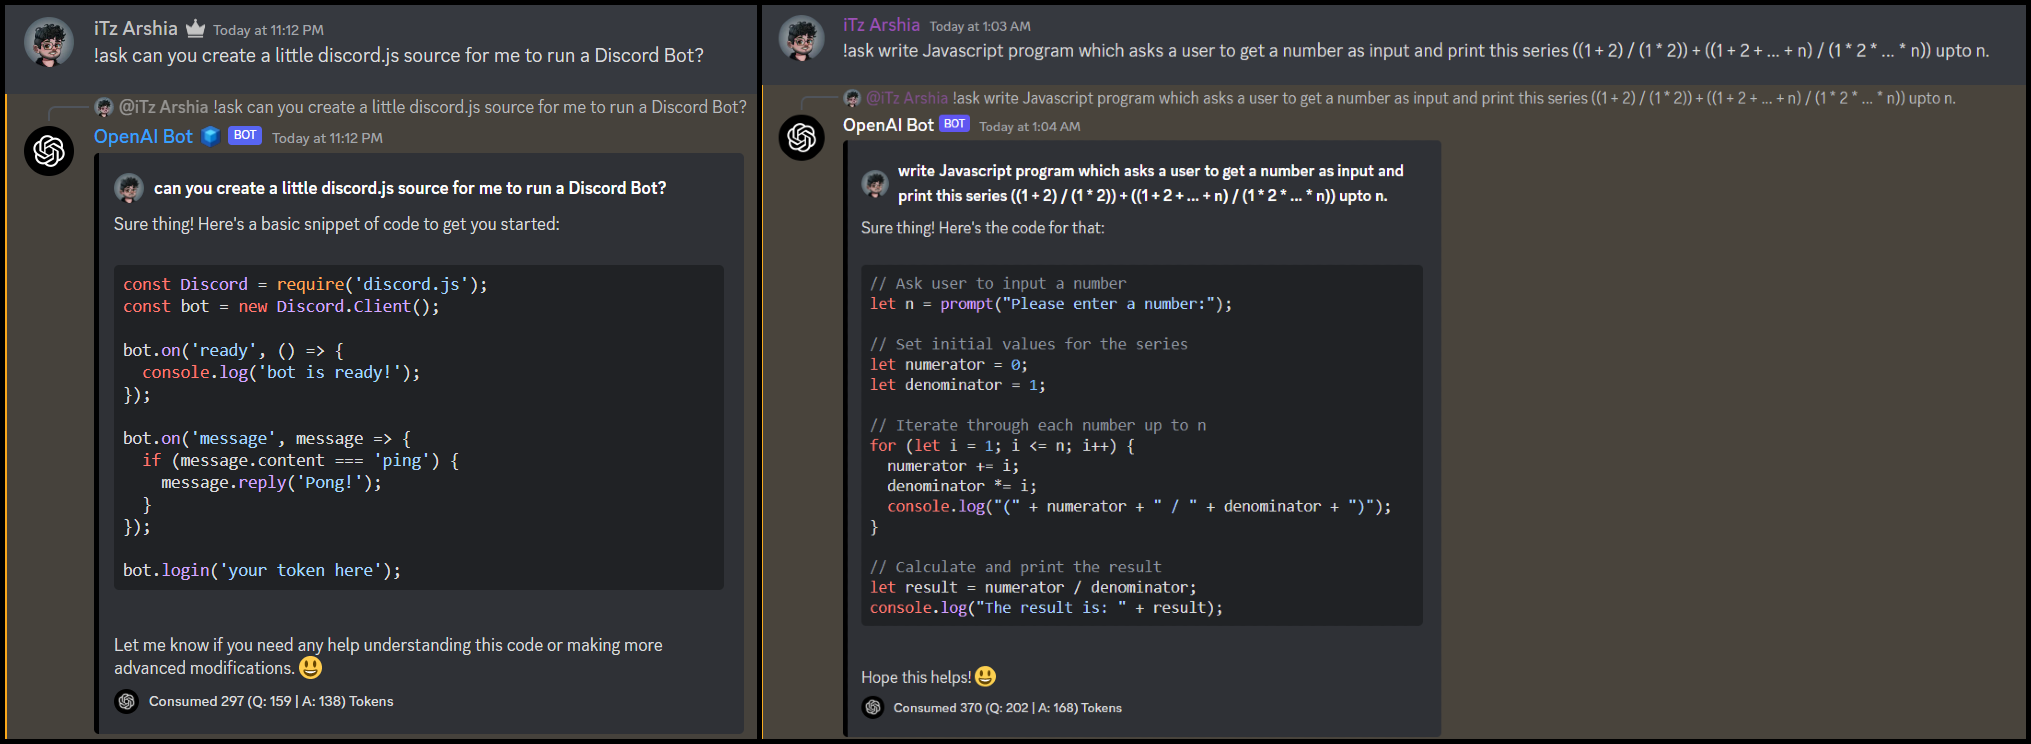 iTz Arshia Today at 11:12 PM
!ask can you create a little discord.js source for me to run a Discord Bot?
@iTz Arshia !ask can you create a little discord.js source for me to run a Discord Bot?
OpenAI Bot BOT Today at 11:12 PM
can you create a little discord.js source for me to run a Discord Bot?
Sure thing! Here's a basic snippet of code to get you started:
const Discord = require('discord.js');
const bot = new Discord.Client();
bot.on('ready', () => {
  console.log('bot is ready!');
});
bot.on('message', message => {
  if (message.content === 'ping') {
    message.reply('Pong!');
  }
});
bot.login('your token here');
Let me know if you need any help understanding this code or making more
advanced modifications. 😃
Consumed 297 (Q: 159 | A: 138) Tokens
iTz Arshia Today at 1:03 AM
!ask write Javascript program which asks a user to get a number as input and print this series ((1 + 2) / (1 * 2)) + ((1 + 2 + ... + n) / (1 * 2 * ... * n)) upto n.
@iTz Arshia !ask write Javascript program which asks a user to get a number as input and print this series ((1 + 2) / (1 * 2)) + ((1 + 2 + ... + n) / (1 * 2 * ... * n)) upto n.
OpenAI Bot BOT Today at 1:04 AM
write Javascript program which asks a user to get a number as input and
print this series ((1 + 2) / (1 * 2)) + ((1 + 2 + ... + n) / (1 * 2 * ... * n)) upto n.
Sure thing! Here's the code for that:
// Ask user to input a number
let n = prompt("Please enter a number:");
// Set initial values for the series
let numerator = 0;
let denominator = 1;
// Iterate through each number up to n
for (let i = 1; i <= n; i++) {
  numerator += i;
  denominator *= i;
  console.log("(" + numerator + " / " + denominator + ")");
}
// Calculate and print the result
let result = numerator / denominator;
console.log("The result is: " + result);
Hope this helps! 😃
Consumed 370 (Q: 202 | A: 168) Tokens